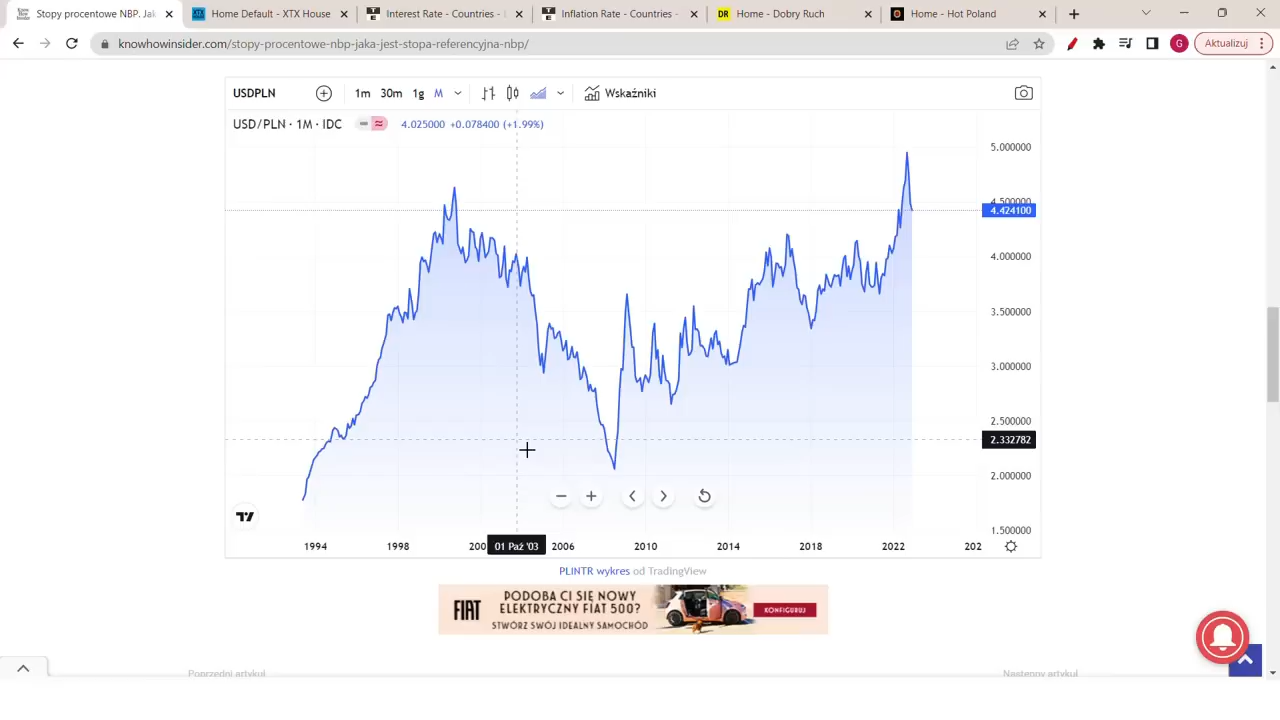 Stopy procentowe NBP. Jak
Home Default - XTX House
Interest Rate - Countries - L
Inflation Rate - Countries -
DR Home - Dobry Ruch
Home - Hot Poland
knowhowinsider.com/stopy-procentowe-nbp-jaka-jest-stopa-referencyjna-nbp/
G
Aktualizuj
USDPLN
1m 30m 1g M
Wskaźniki
USD/PLN · 1M · IDC
4.025000 +0.078400 (+1.99%)
5.000000
4.500000
4.424100
4.000000
3.500000
3.000000
2.500000
2.332782
2.000000
1.500000
1994 1998 200 01 Paź '03 2006 2010 2014 2018 2022 202
PLINTR wykres od TradingView
FIAT
PODOBA CI SIĘ NOWY
ELEKTRYCZNY FIAT 500?
STWÓRZ SWÓJ IDEALNY SAMOCHÓD
KONFIGURUJ
Poprzedni artykuł
Następny artykuł